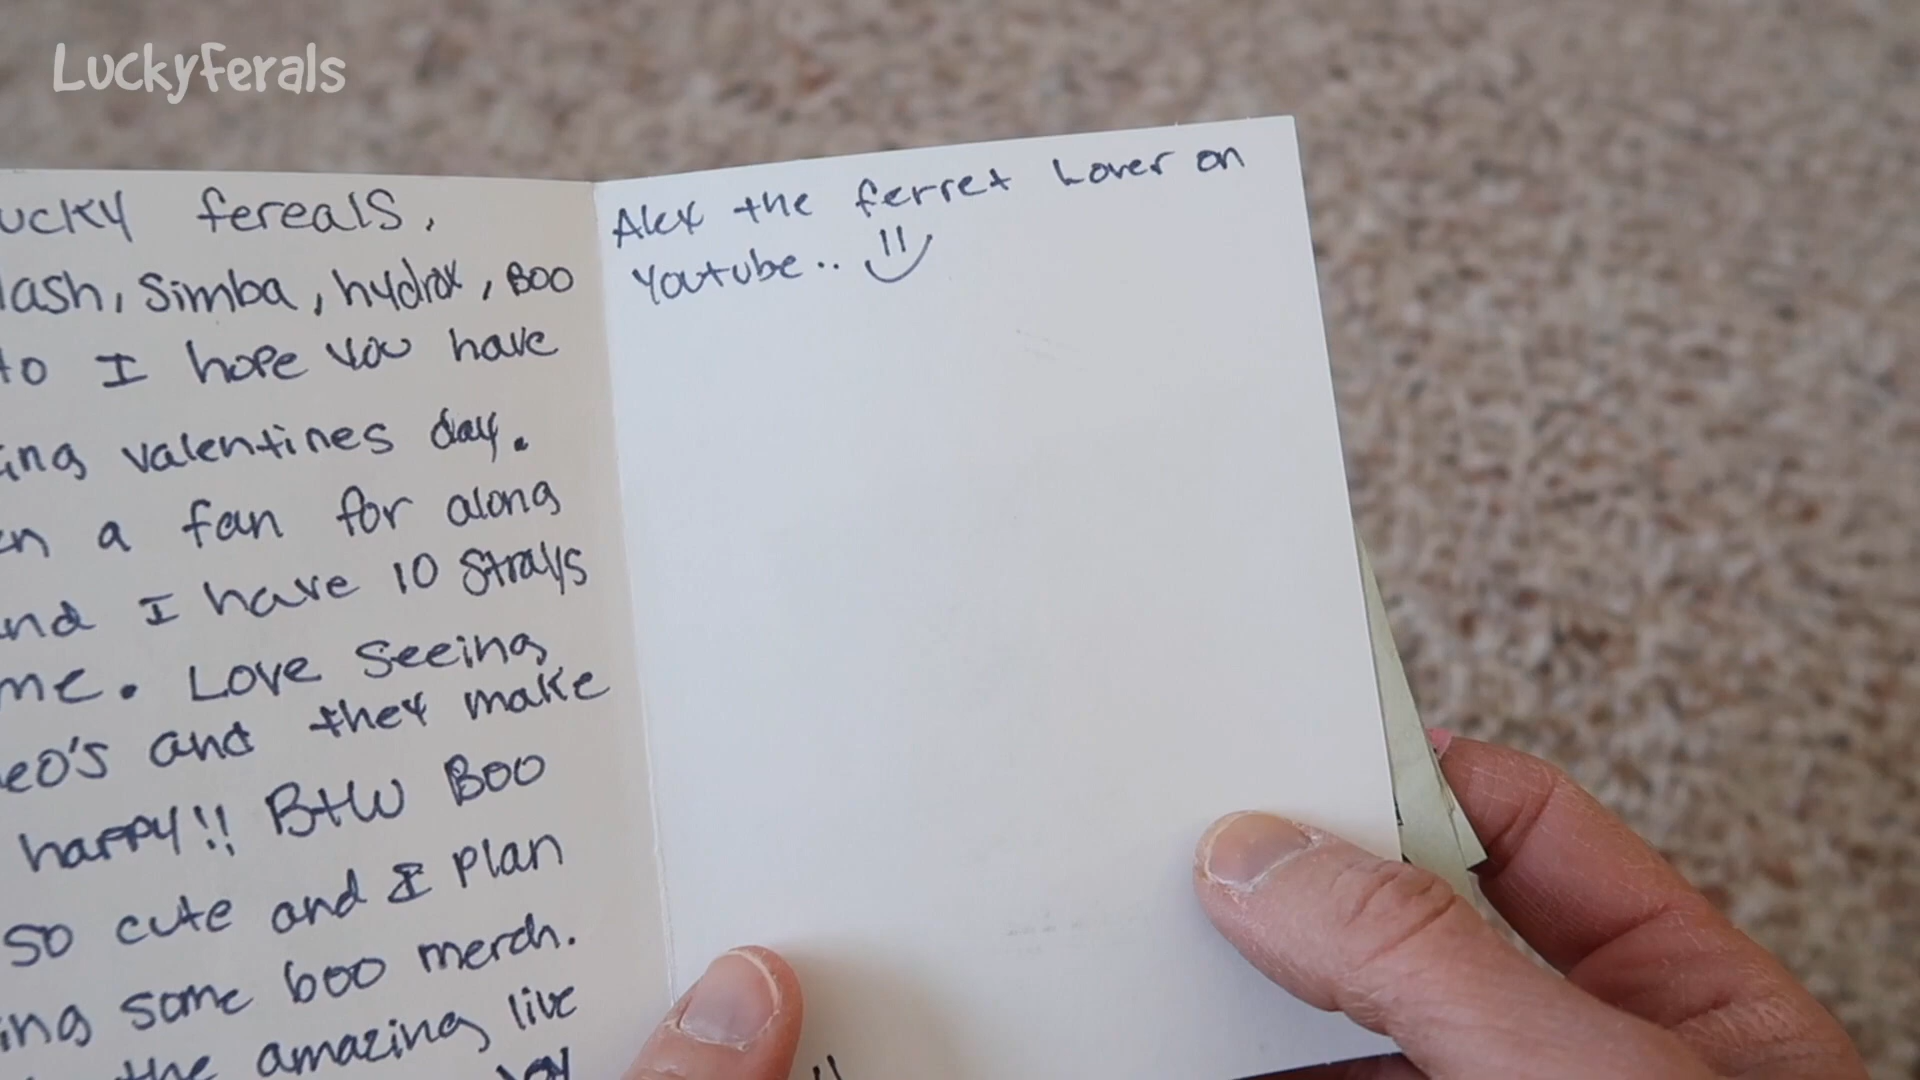 Luckyferals
ucky fereals,
lash, Simba, hydrox, Boo
to I hope you have
ing valentines day.
en a fan for along
and I have 10 strays
me. Love seeing
eo's and they make
happy!! BTW Boo
so cute and I plan
ing some boo merch.
the amazing live
Alex the ferret Lover on
Youtube..